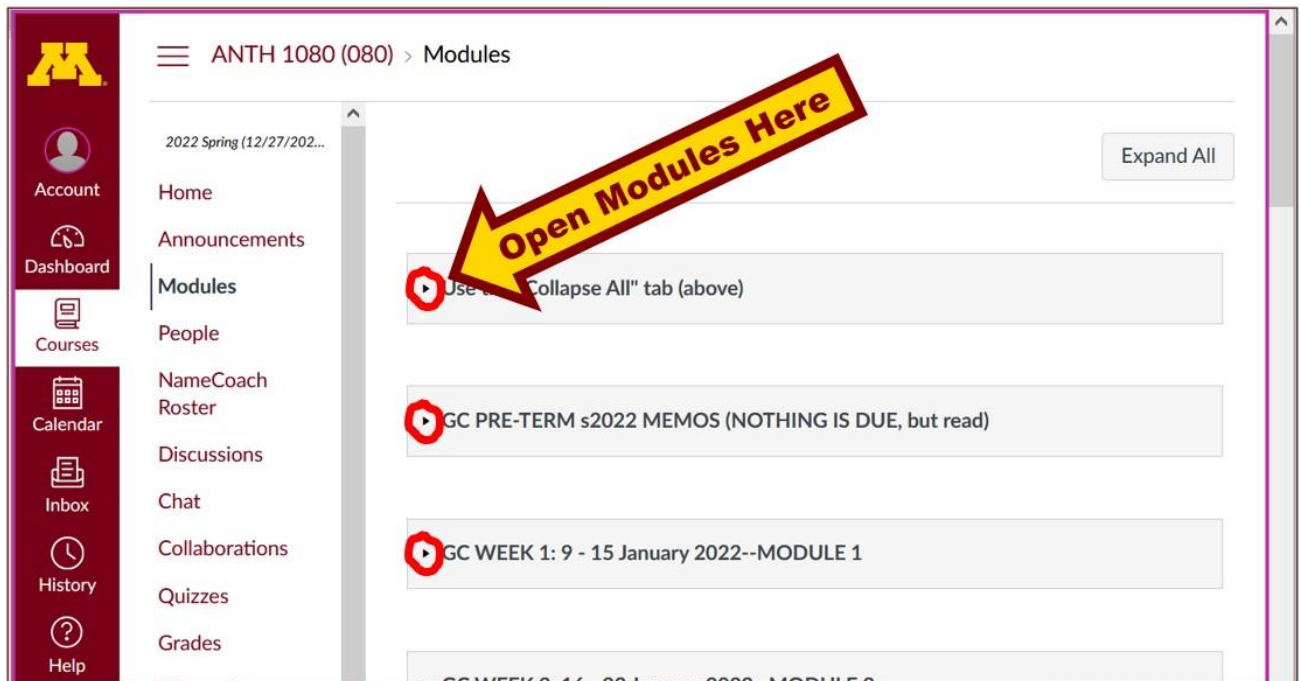 M
ANTH 1080 (080) > Modules
Open Modules Here
Expand All
Account
Dashboard
Courses
Calendar
Inbox
History
Help
2022 Spring (12/27/202...
Home
Announcements
Modules
People
NameCoach
Roster
Discussions
Chat
Collaborations
Quizzes
Grades
Use Collapse All" tab (above)
GC PRE-TERM s2022 MEMOS (NOTHING IS DUE, but read)
GC WEEK 1: 9 - 15 January 2022--MODULE 1